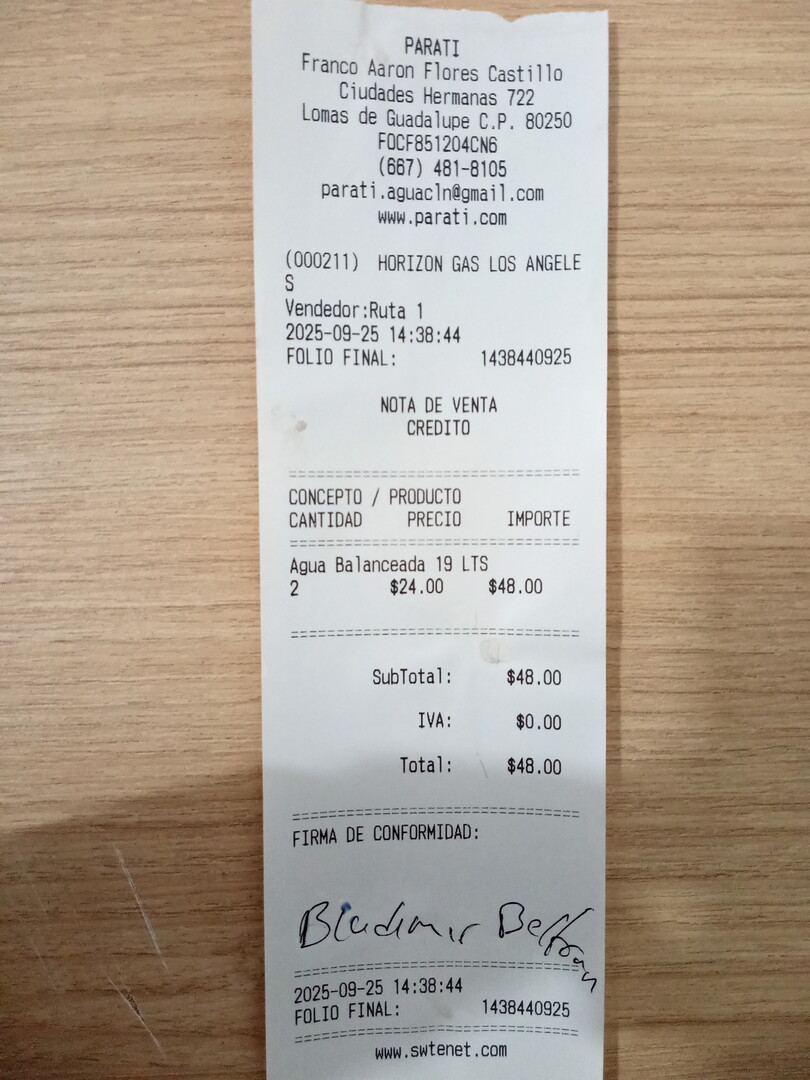 PARATI
Franco Aaron Flores Castillo
Ciudades Hermanas 722
Lomas de Guadalupe C.P. 80250
FOCF851204CN6
(667) 481-8105
parati.aguacln@gmail.com
www.parati.com
(000211) HORIZON GAS LOS ANGELE
S
Vendedor:Ruta 1
2025-09-25 14:38:44
FOLIO FINAL: 1438440925
NOTA DE VENTA
CREDITO
================================
CONCEPTO / PRODUCTO
CANTIDAD PRECIO IMPORTE
================================
Agua Balanceada 19 LTS
2 $24.00 $48.00
================================
SubTotal: $48.00
IVA: $0.00
Total: $48.00
================================
FIRMA DE CONFORMIDAD:
Bladimir Beltran
================================
2025-09-25 14:38:44
FOLIO FINAL: 1438440925
================================
www.swtenet.com